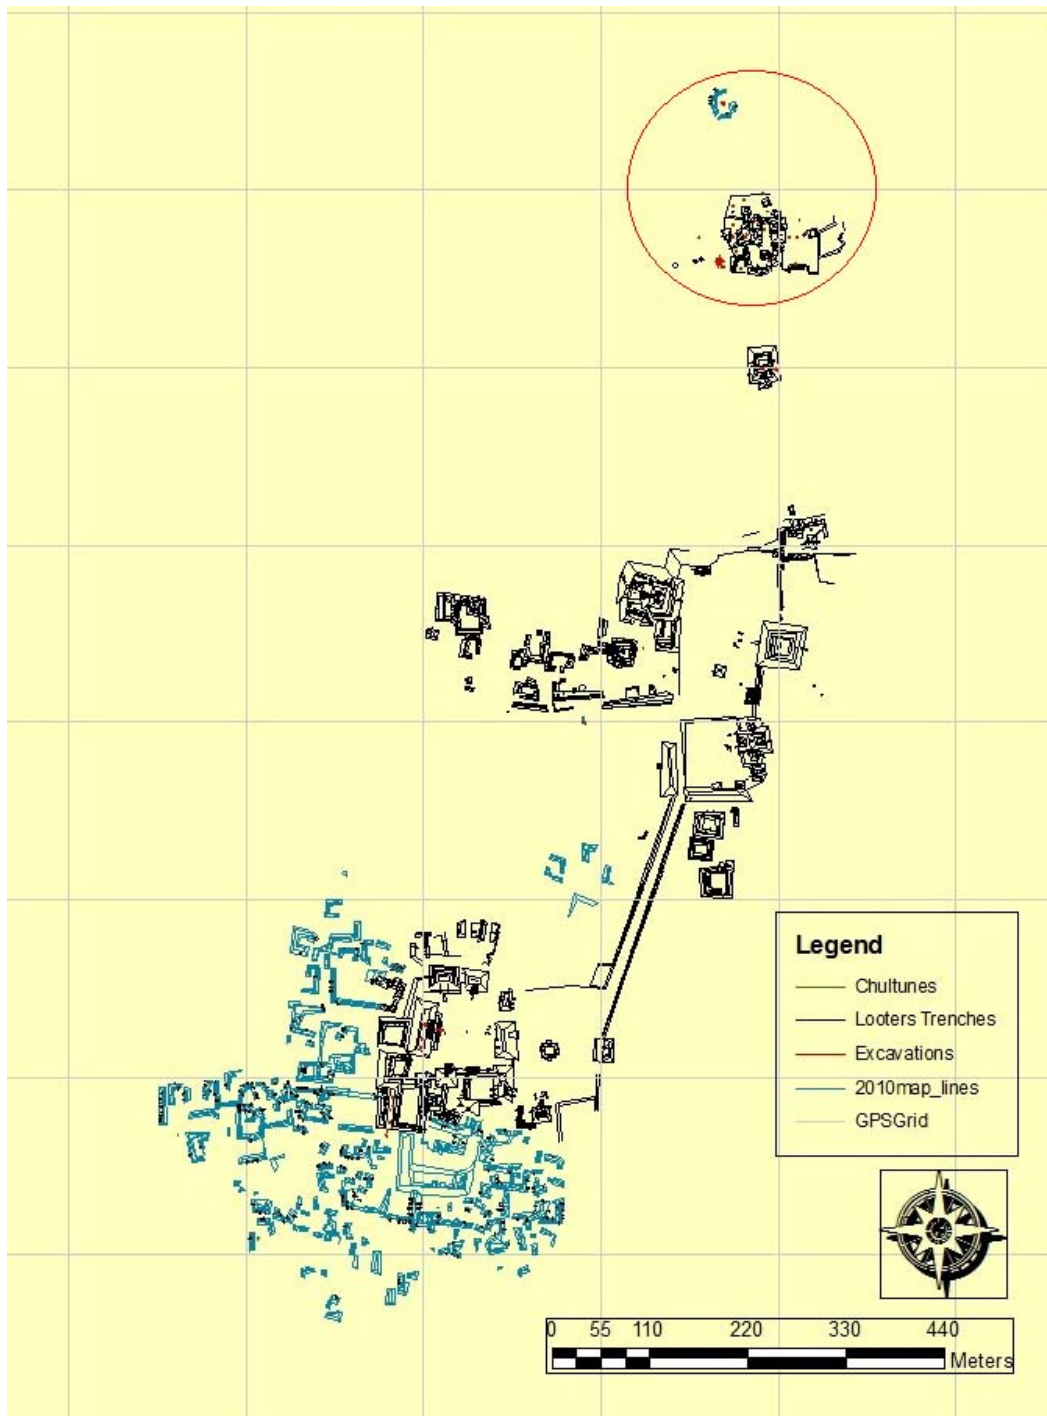 Legend
Chultunes
Looters Trenches
Excavations
2010map_lines
GPSGrid
0 55 110 220 330 440
Meters